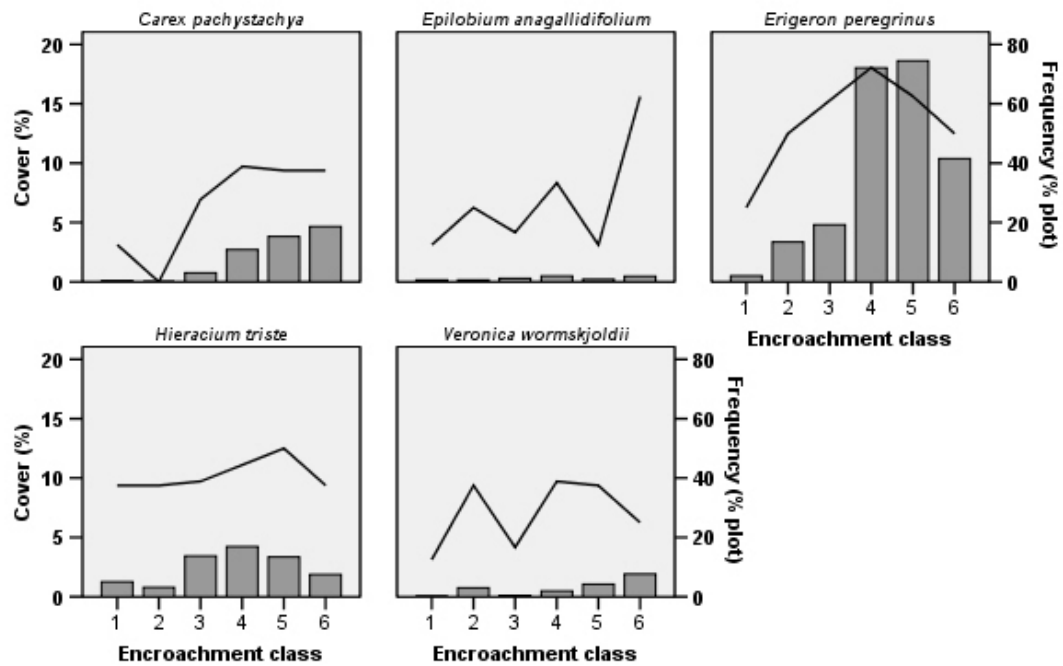 Carex pachystachya
Epilobium anagallidifolium
Erigeron peregrinus
20
15
10
5
0
Cover (%)
80
60
40
20
0
Frequency (% plot)
1 2 3 4 5 6
Encroachment class
Hieracium triste
Veronica wormskjoldii
20
15
10
5
0
Cover (%)
80
60
40
20
0
Frequency (% plot)
1 2 3 4 5 6
Encroachment class
1 2 3 4 5 6
Encroachment class